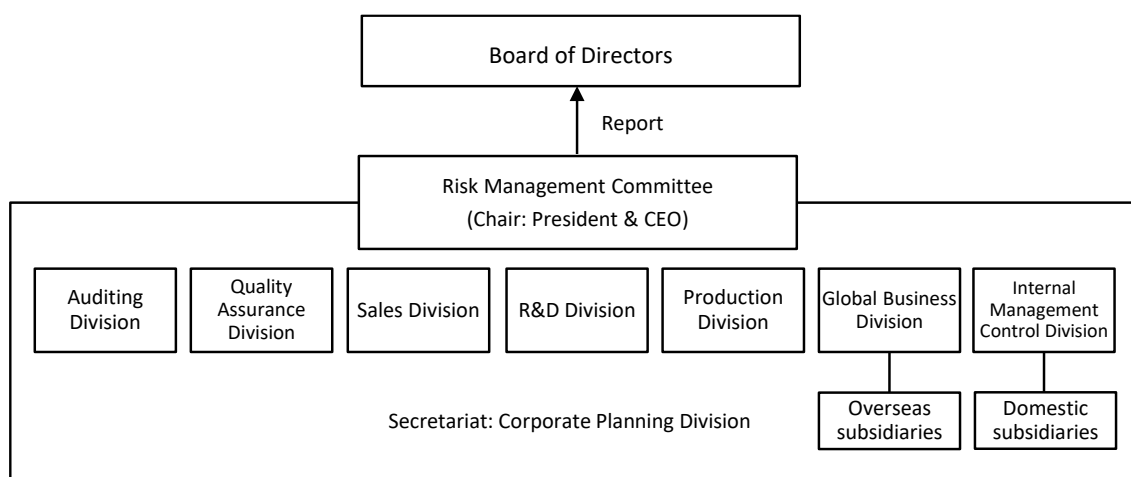 Board of Directors
Report
Risk Management Committee
(Chair: President & CEO)
Auditing
Division
Quality
Assurance
Division
Sales Division
R&D Division
Production
Division
Global Business
Division
Internal
Management
Control Division
Secretariat: Corporate Planning Division
Overseas
subsidiaries
Domestic
subsidiaries